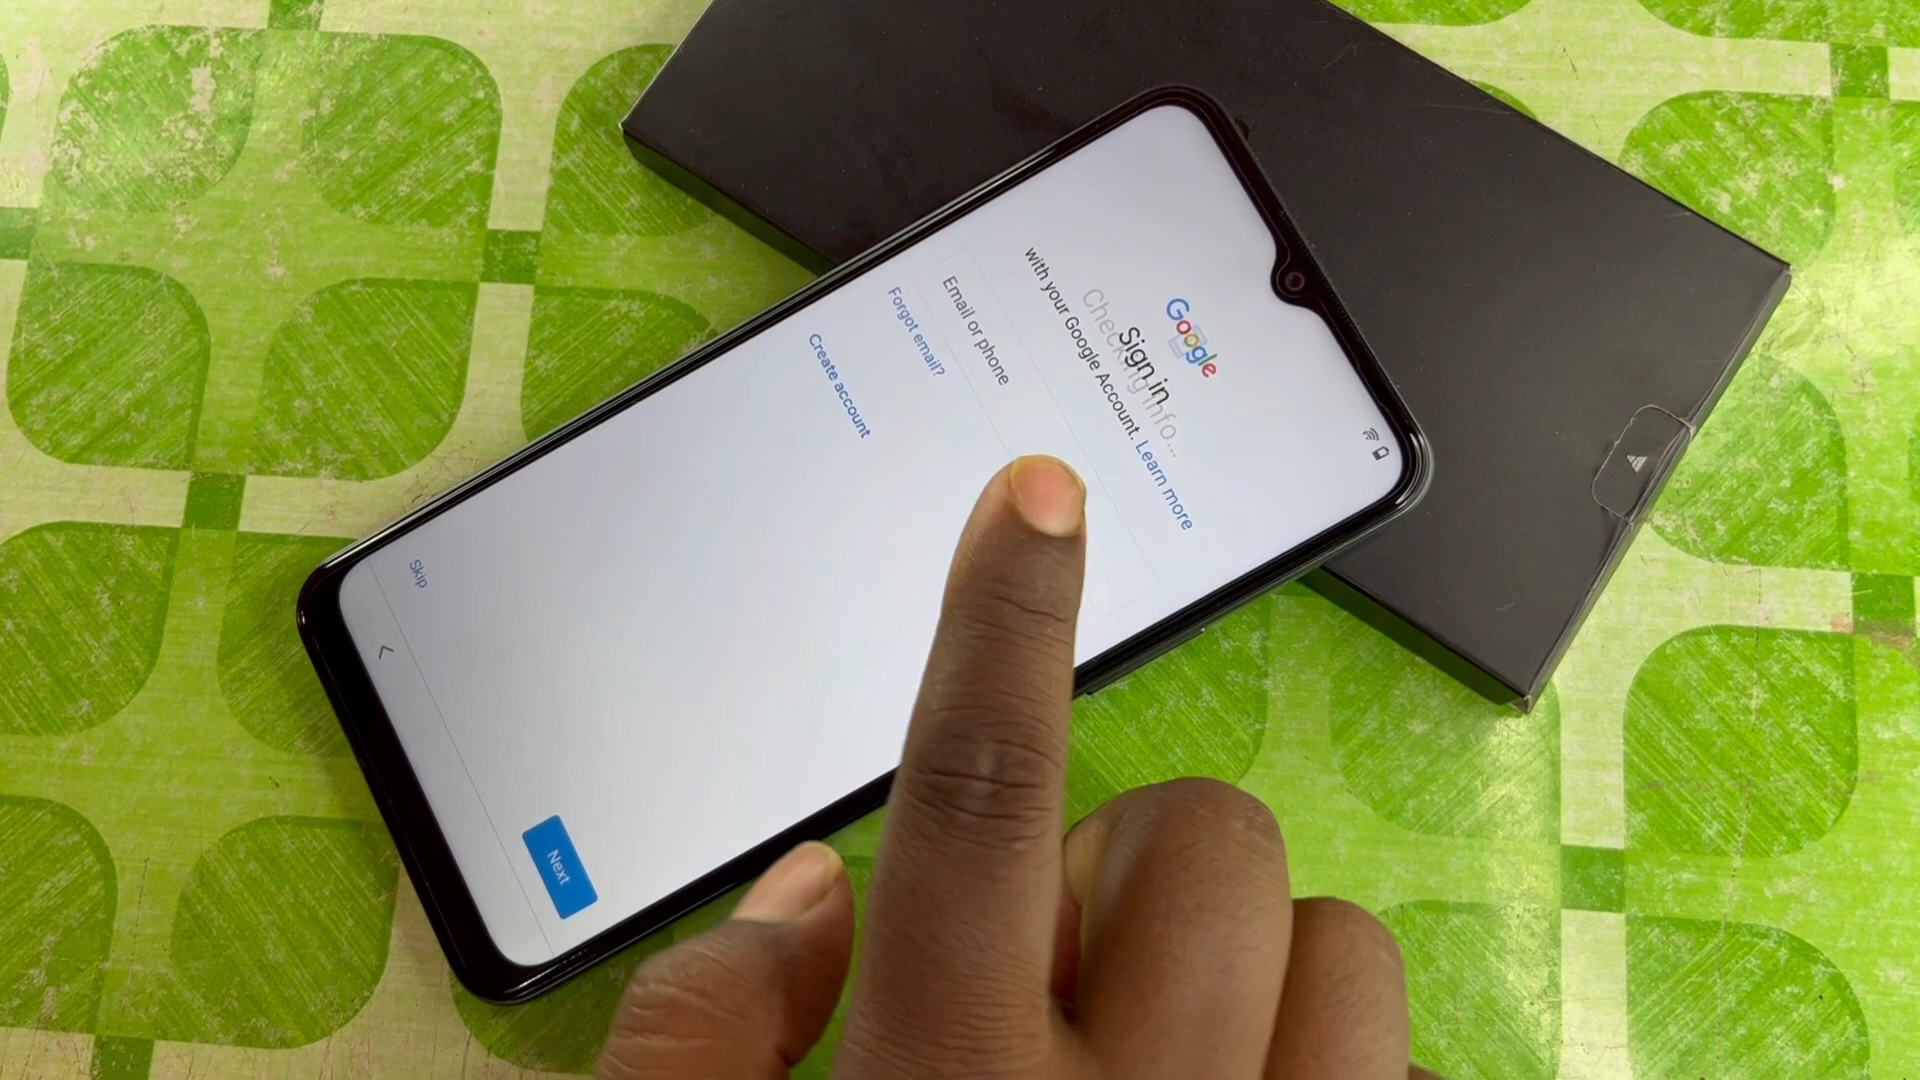 Google
Checking info...
Sign in
with your Google Account. Learn more
Email or phone
Forgot email?
Create account
Skip
Next